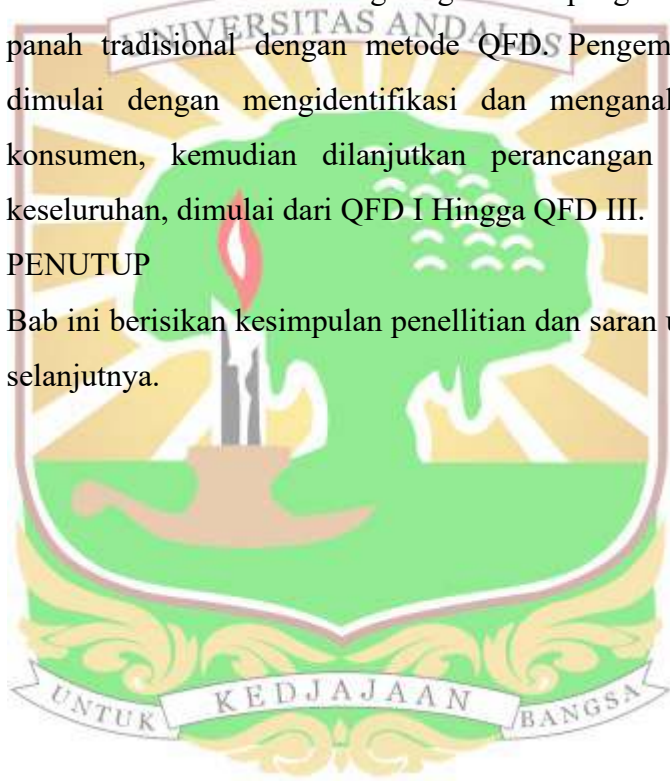 UNIVERSITAS ANDALAS
panah tradisional dengan metode QFD. Pengem
dimulai dengan mengidentifikasi dan menganal
konsumen, kemudian dilanjutkan perancangan
keseluruhan, dimulai dari QFD I Hingga QFD III.
PENUTUP
Bab ini berisikan kesimpulan penellitian dan saran u
selanjutnya.
UNTUK KEDJAJAAN BANGSA